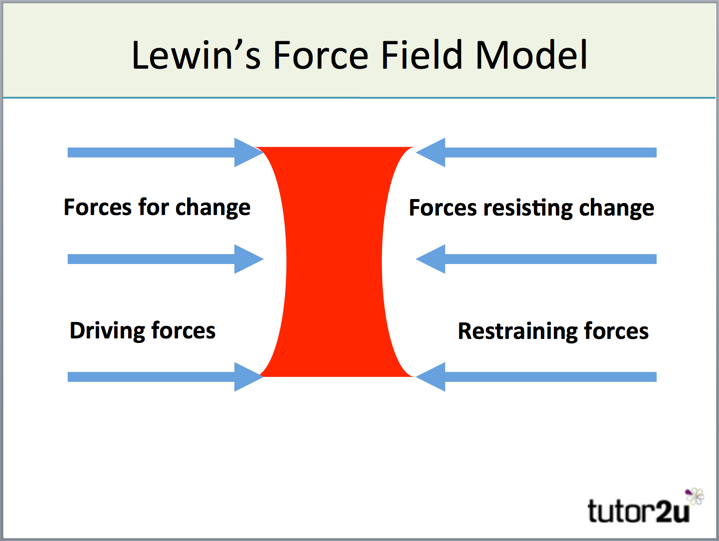 Lewin’s Force Field Model
Forces for change
Forces resisting change
Driving forces
Restraining forces
tutor2u